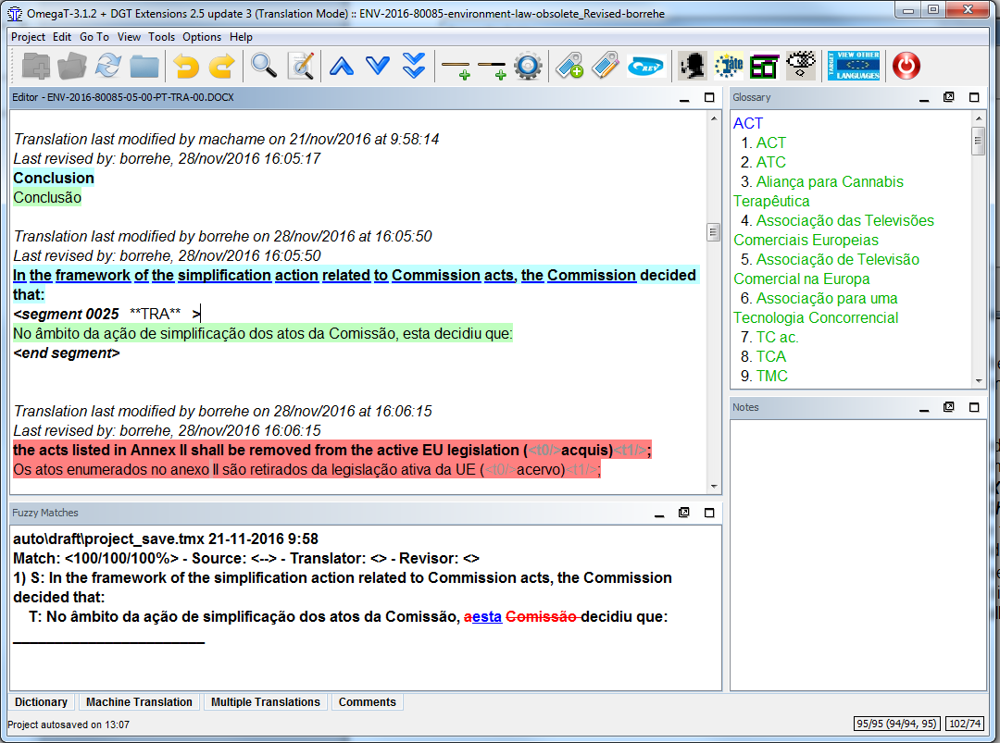 OmegaT-3.1.2 + DGT Extensions 2.5 update 3 (Translation Mode) :: ENV-2016-80085-environment-law-obsolete_Revised-borrehe
Project Edit Go To View Tools Options Help
REV
late
TARGET VIEW OTHER LANGUAGES
Editor - ENV-2016-80085-05-00-PT-TRA-00.DOCX
Translation last modified by machame on 21/nov/2016 at 9:58:14
Last revised by: borrehe, 28/nov/2016 16:05:17
Conclusion
Conclusão
Translation last modified by borrehe on 28/nov/2016 at 16:05:50
Last revised by: borrehe, 28/nov/2016 16:05:50
In the framework of the simplification action related to Commission acts, the Commission decided
that:
<segment 0025 **TRA** >
No âmbito da ação de simplificação dos atos da Comissão, esta decidiu que:
<end segment>
Translation last modified by borrehe on 28/nov/2016 at 16:06:15
Last revised by: borrehe, 28/nov/2016 16:06:15
the acts listed in Annex II shall be removed from the active EU legislation (<t0/>acquis)<t1/>;
Os atos enumerados no anexo II são retirados da legislação ativa da UE (<t0/>acervo)<t1/>;
Glossary
ACT
1. ACT
2. ATC
3. Aliança para Cannabis
Terapêutica
4. Associação das Televisões
Comerciais Europeias
5. Associação de Televisão
Comercial na Europa
6. Associação para uma
Tecnologia Concorrencial
7. TC ac.
8. TCA
9. TMC
Notes
Fuzzy Matches
auto\draft\project_save.tmx 21-11-2016 9:58
Match: <100/100/100%> - Source: <--> - Translator: <> - Revisor: <>
1) S: In the framework of the simplification action related to Commission acts, the Commission
decided that:
T: No âmbito da ação de simplificação dos atos da Comissão, aesta Comissão decidiu que:
Dictionary Machine Translation Multiple Translations Comments
Project autosaved on 13:07
95/95 (94/94, 95) 102/74